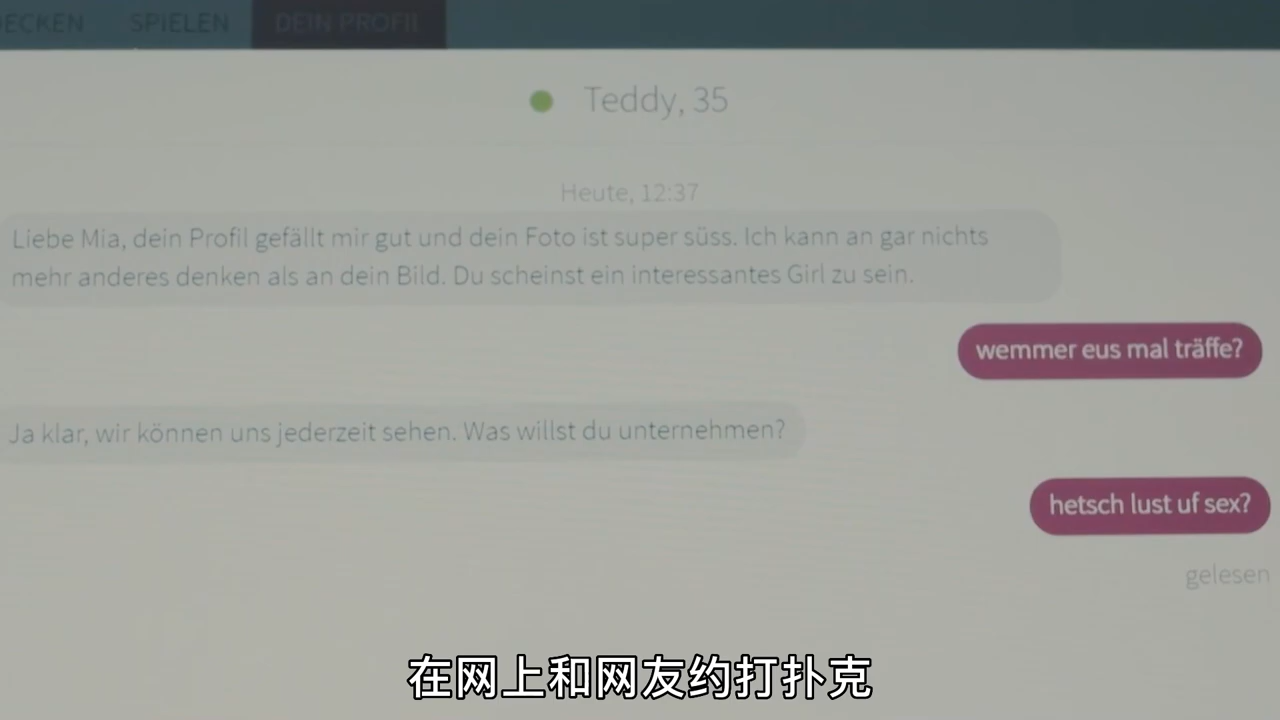 ECKEN SPIELEN DEIN PROFIL
Teddy, 35
Heute, 12:37
Liebe Mia, dein Profil gefällt mir gut und dein Foto ist super süss. Ich kann an gar nichts
mehr anderes denken als an dein Bild. Du scheinst ein interessantes Girl zu sein.
wemmer eus mal träffe?
Ja klar, wir können uns jederzeit sehen. Was willst du unternehmen?
hetsch lust uf sex?
gelesen
在网上和网友约打扑克